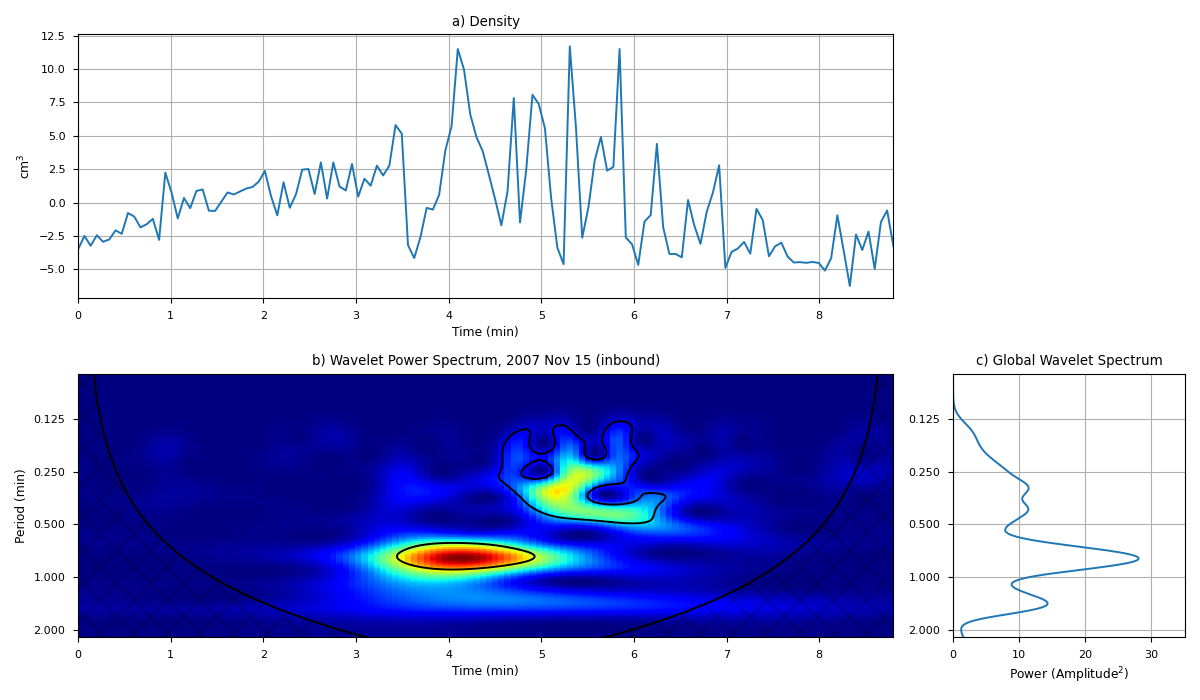 a) Density
12.5
10.0
7.5
5.0
2.5
0.0
−2.5
−5.0
cm³
0 1 2 3 4 5 6 7 8
Time (min)
b) Wavelet Power Spectrum, 2007 Nov 15 (inbound)
0.125
0.250
0.500
1.000
2.000
Period (min)
0 1 2 3 4 5 6 7 8
Time (min)
c) Global Wavelet Spectrum
0.125
0.250
0.500
1.000
2.000
0 10 20 30
Power (Amplitude²)